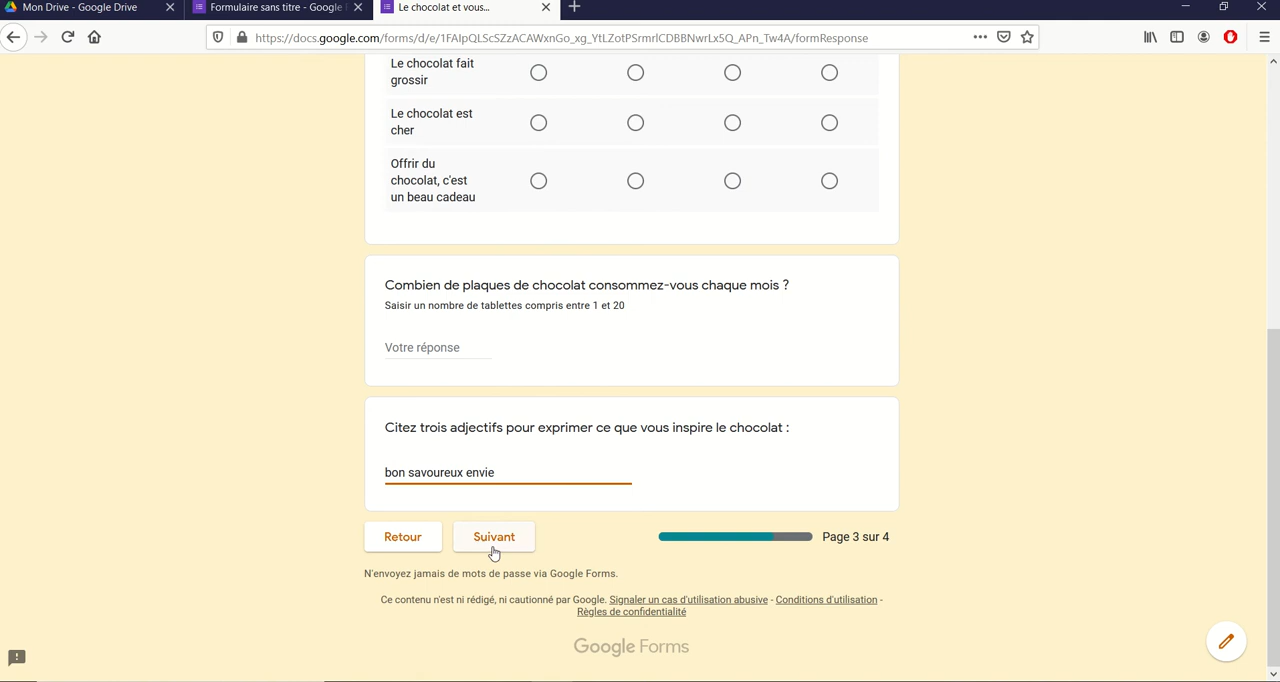 Mon Drive - Google Drive
Formulaire sans titre - Google
Le chocolat et vous...
https://docs.google.com/forms/d/e/1FAIpQLScSZzACAWxnGo_xg_YtLZotPSrmrlCDBBNwrLx5Q_APn_Tw4A/formResponse
Le chocolat fait
grossir
Le chocolat est
cher
Offrir du
chocolat, c'est
un beau cadeau
Combien de plaques de chocolat consommez-vous chaque mois ?
Saisir un nombre de tablettes compris entre 1 et 20
Votre réponse
Citez trois adjectifs pour exprimer ce que vous inspire le chocolat :
bon savoureux envie
Retour
Suivant
Page 3 sur 4
N'envoyez jamais de mots de passe via Google Forms.
Ce contenu n'est ni rédigé, ni cautionné par Google. Signaler un cas d'utilisation abusive - Conditions d'utilisation -
Règles de confidentialité
Google Forms